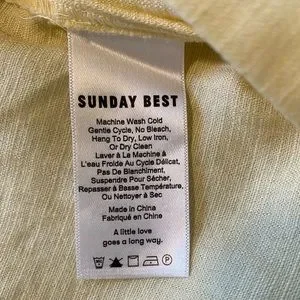 SUNDAY BEST
Machine Wash Cold
Gentle Cycle, No Bleach,
Hang To Dry, Low Iron,
Or Dry Clean
Laver À La Machine À
L'eau Froide Au Cycle Délicat,
Pas De Blanchiment,
Suspendre Pour Sécher,
Repasser à Basse Température,
Ou Nettoyer à Sec
Made in China
Fabriqué en Chine
A little love
goes a long way.